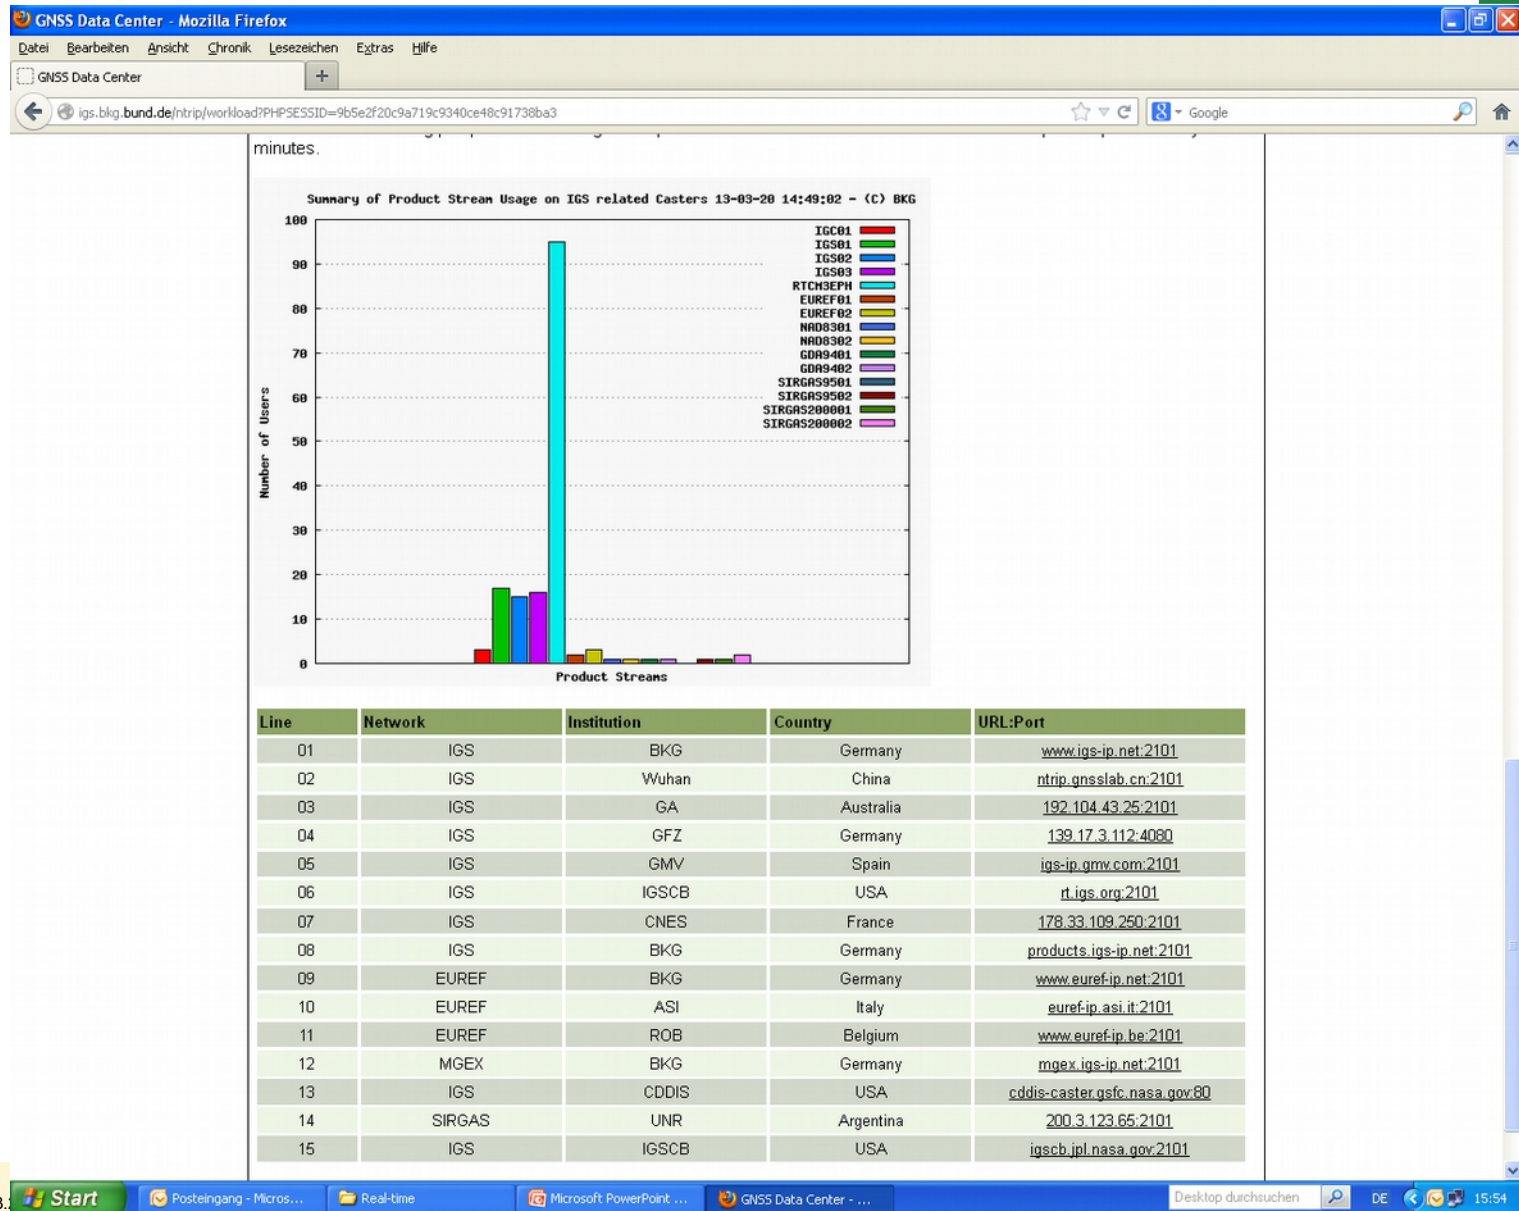 GNSS Data Center - Mozilla Firefox
Datei Bearbeiten Ansicht Chronik Lesezeichen Extras Hilfe
GNSS Data Center
igs.bkg.bund.de/ntrip/workload?PHPSESSID=9b5e2f20c9a719c9340ce48c91738ba3 Google
minutes.
Summary of Product Stream Usage on IGS related Casters 13-03-20 14:49:02 - (C) BKG
100
90
80
70
60
50
40
30
20
10
0
Number of Users
IGC01
IGS01
IGS02
IGS03
RTCM3EPH
EUREF01
EUREF02
NAD8301
NAD8302
GDA9401
GDA9402
SIRGAS9501
SIRGAS9502
SIRGAS200001
SIRGAS200002
Product Streams
Line Network Institution Country URL:Port
01 IGS BKG Germany www.igs-ip.net:2101
02 IGS Wuhan China ntrip.gnsslab.cn:2101
03 IGS GA Australia 192.104.43.25:2101
04 IGS GFZ Germany 139.17.3.112:4080
05 IGS GMV Spain igs-ip.gmv.com:2101
06 IGS IGSCB USA rt.igs.org:2101
07 IGS CNES France 178.33.109.250:2101
08 IGS BKG Germany products.igs-ip.net:2101
09 EUREF BKG Germany www.euref-ip.net:2101
10 EUREF ASI Italy euref-ip.asi.it:2101
11 EUREF ROB Belgium www.euref-ip.be:2101
12 MGEX BKG Germany mgex.igs-ip.net:2101
13 IGS CDDIS USA cddis-caster.gsfc.nasa.gov:80
14 SIRGAS UNR Argentina 200.3.123.65:2101
15 IGS IGSCB USA igscb.jpl.nasa.gov:2101
Start Posteingang - Micros... Real-time Microsoft PowerPoint ... GNSS Data Center - ... Desktop durchsuchen DE 15:54